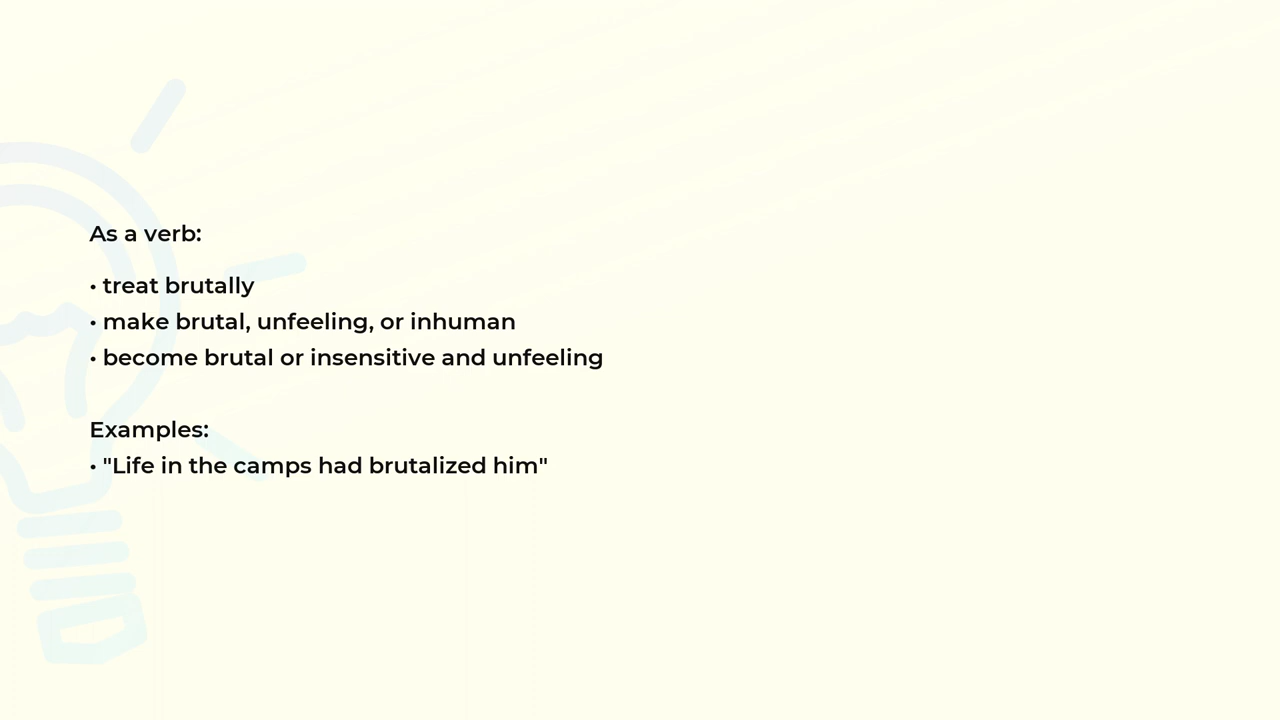 As a verb:
• treat brutally
• make brutal, unfeeling, or inhuman
• become brutal or insensitive and unfeeling
Examples:
• "Life in the camps had brutalized him"